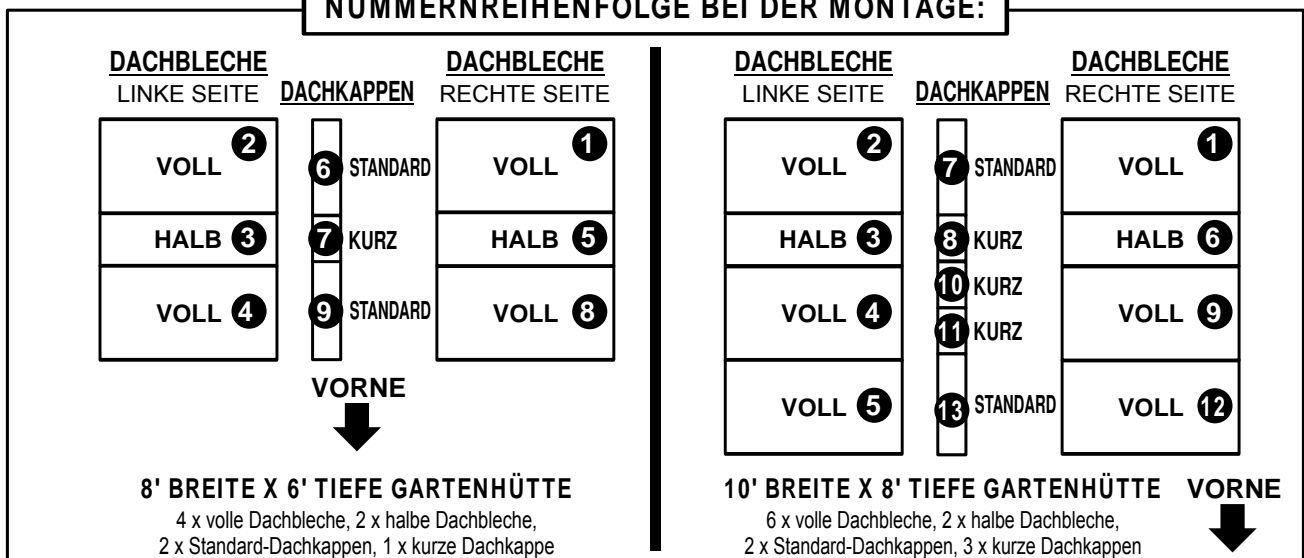 NUMMERNREIHENFOLGE BEI DER MONTAGE:
DACHBLECHE
LINKE SEITE
DACHKAPPEN
DACHBLECHE
RECHTE SEITE
VOLL 2
6 STANDARD
VOLL 1
HALB 3
7 KURZ
HALB 5
VOLL 4
9 STANDARD
VOLL 8
VORNE
8' BREITE X 6' TIEFE GARTENHÜTTE
4 x volle Dachbleche, 2 x halbe Dachbleche,
2 x Standard-Dachkappen, 1 x kurze Dachkappe
DACHBLECHE
LINKE SEITE
DACHKAPPEN
DACHBLECHE
RECHTE SEITE
VOLL 2
7 STANDARD
VOLL 1
HALB 3
8 KURZ
HALB 6
10 KURZ
VOLL 4
11 KURZ
VOLL 9
VOLL 5
13 STANDARD
VOLL 12
10' BREITE X 8' TIEFE GARTENHÜTTE
VORNE
6 x volle Dachbleche, 2 x halbe Dachbleche,
2 x Standard-Dachkappen, 3 x kurze Dachkappen